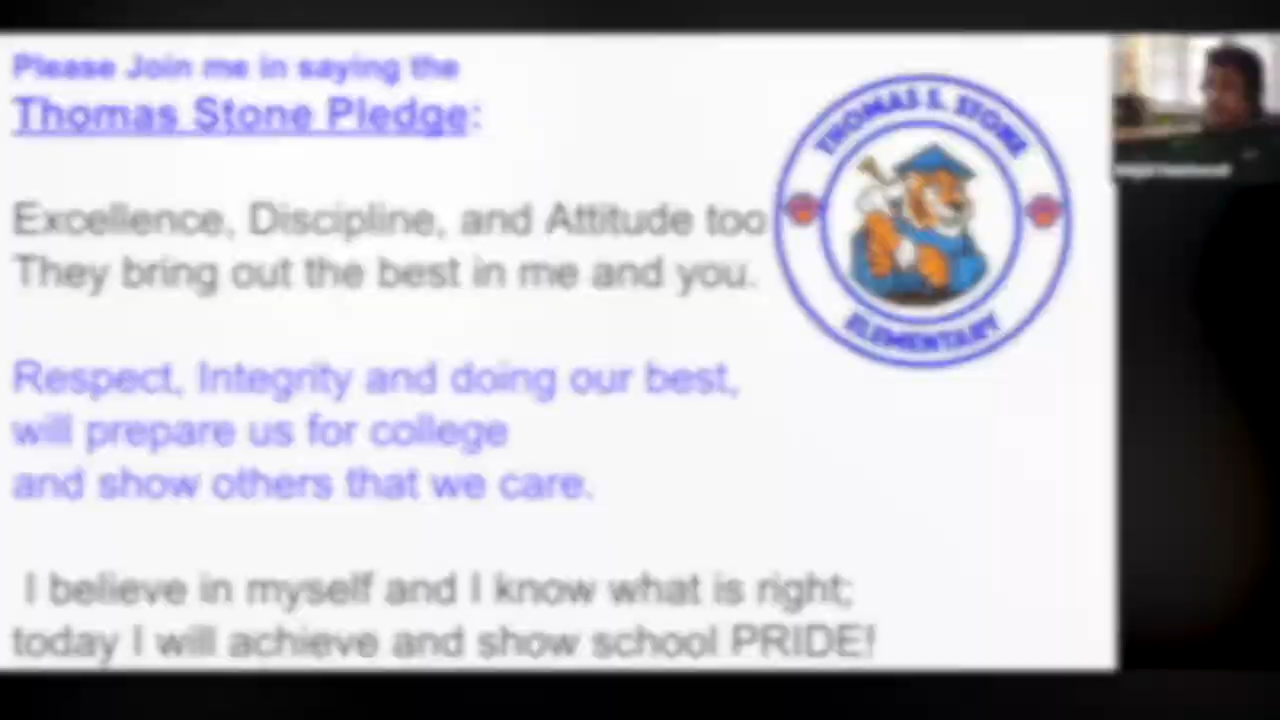 Please Join me in saying the
Thomas Stone Pledge:
THOMAS S. STONE
ELEMENTARY
Excellence, Discipline, and Attitude too
They bring out the best in me and you.
Respect, Integrity and doing our best,
will prepare us for college
and show others that we care.
I believe in myself and I know what is right;
today I will achieve and show school PRIDE!